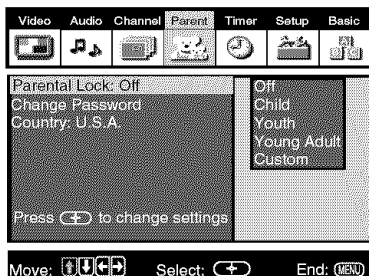 Video Audio Channel Parent Timer Setup Basic
Parental Lock: Off
Change Password
Country: U.S.A.
Press + to change settings
Off
Child
Youth
Young Adult
Custom
Move: Select: + End: MENU